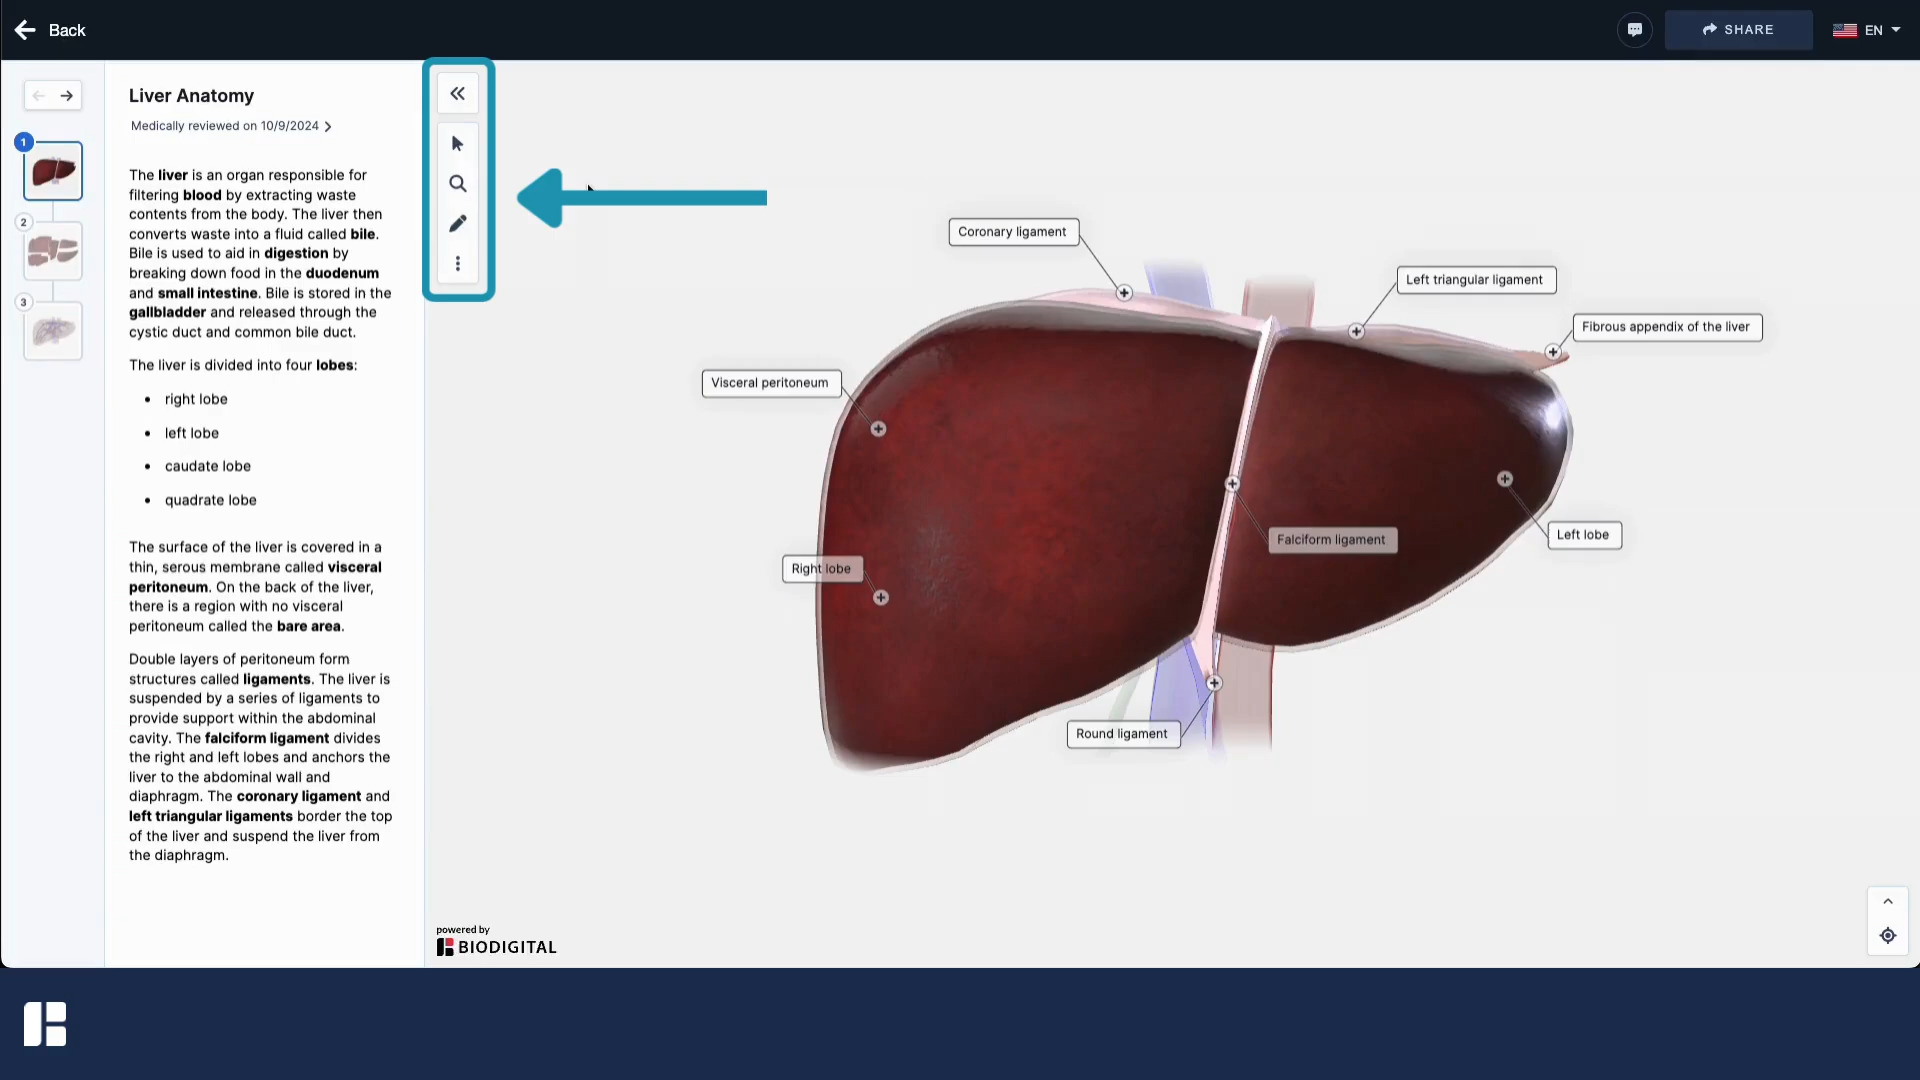 Back
SHARE
EN
1
2
3
Liver Anatomy
Medically reviewed on 10/9/2024
The liver is an organ responsible for
filtering blood by extracting waste
contents from the body. The liver then
converts waste into a fluid called bile.
Bile is used to aid in digestion by
breaking down food in the duodenum
and small intestine. Bile is stored in the
gallbladder and released through the
cystic duct and common bile duct.
The liver is divided into four lobes:
• right lobe
• left lobe
• caudate lobe
• quadrate lobe
The surface of the liver is covered in a
thin, serous membrane called visceral
peritoneum. On the back of the liver,
there is a region with no visceral
peritoneum called the bare area.
Double layers of peritoneum form
structures called ligaments. The liver is
suspended by a series of ligaments to
provide support within the abdominal
cavity. The falciform ligament divides
the right and left lobes and anchors the
liver to the abdominal wall and
diaphragm. The coronary ligament and
left triangular ligaments border the top
of the liver and suspend the liver from
the diaphragm.
Coronary ligament
Left triangular ligament
Fibrous appendix of the liver
Visceral peritoneum
Left lobe
Falciform ligament
Right lobe
Round ligament
powered by
BIODIGITAL